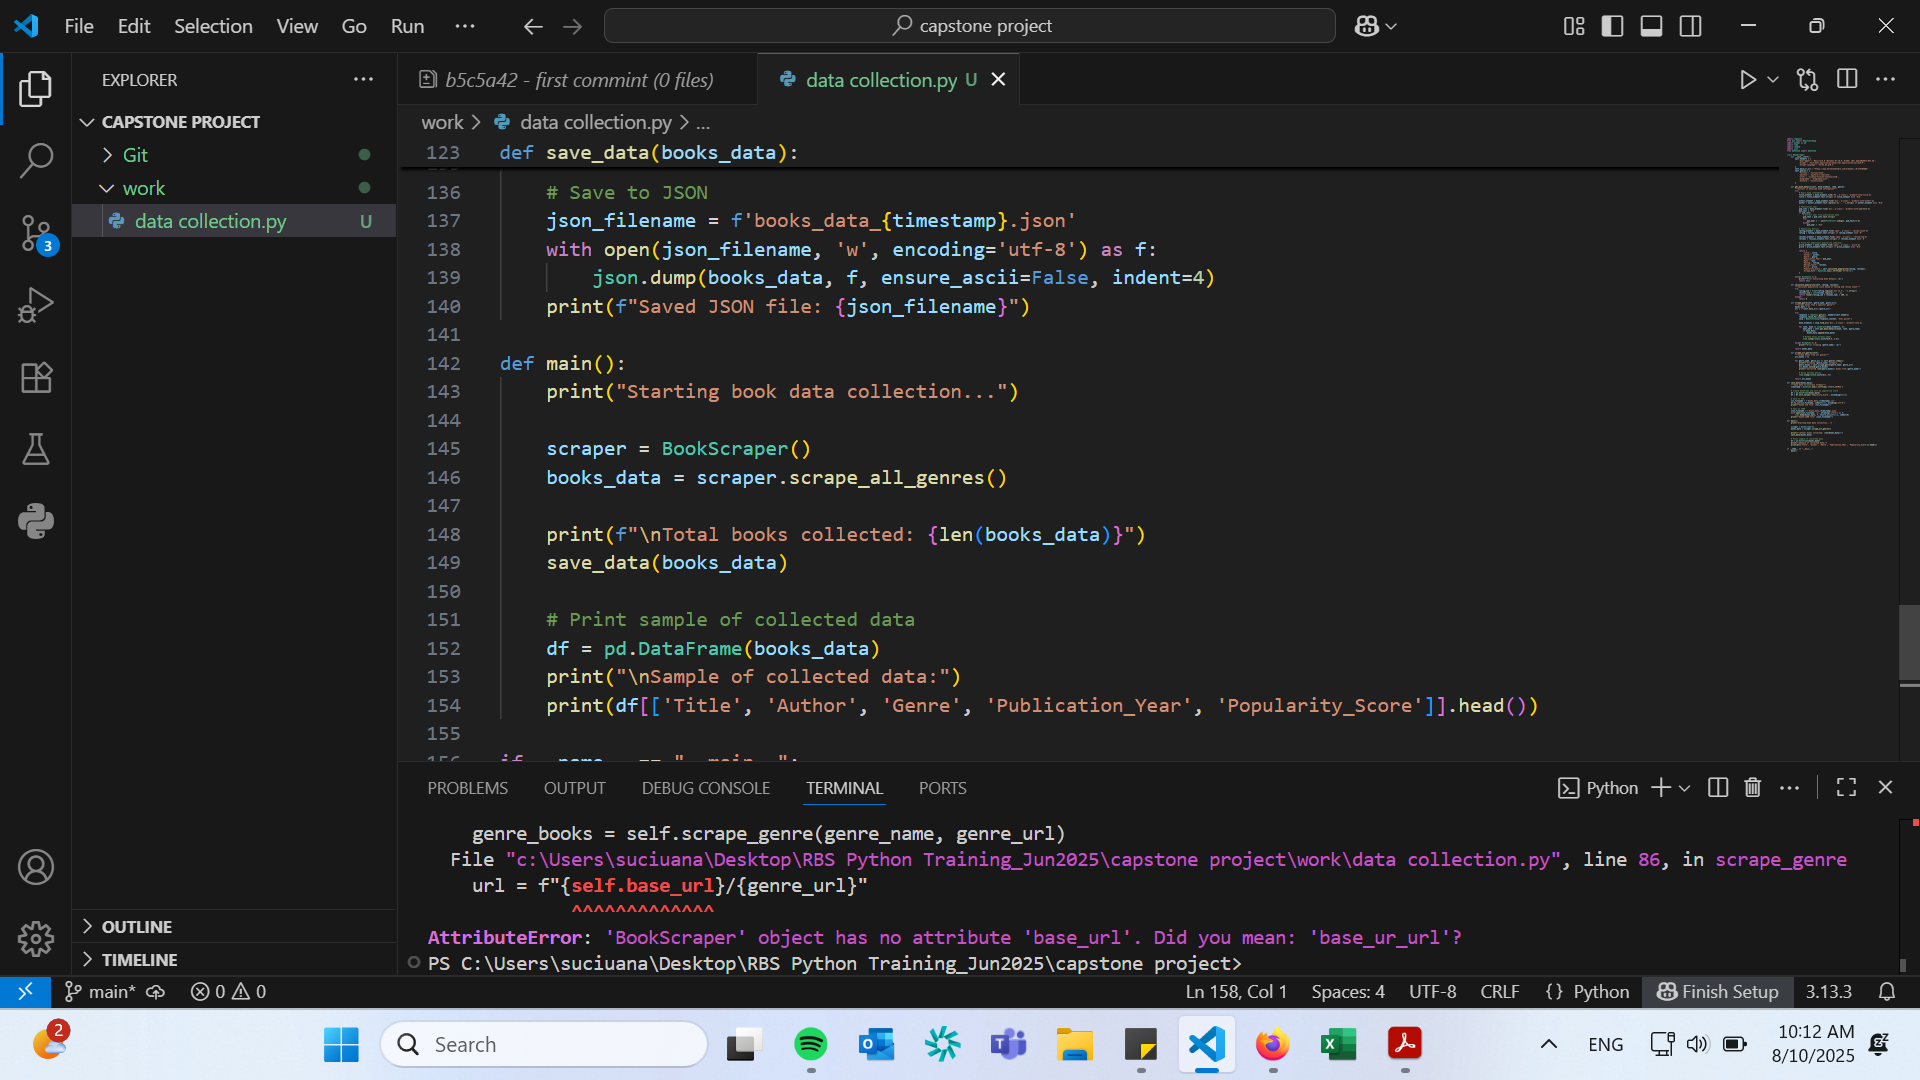 File Edit Selection View Go Run ... capstone project
EXPLORER ...
b5c5a42 - first commint (0 files)
data collection.py U
CAPSTONE PROJECT
Git
work
data collection.py U
3
work > data collection.py > ...
123 def save_data(books_data):
136 # Save to JSON
137 json_filename = f'books_data_{timestamp}.json'
138 with open(json_filename, 'w', encoding='utf-8') as f:
139 json.dump(books_data, f, ensure_ascii=False, indent=4)
140 print(f"Saved JSON file: {json_filename}")
141
142 def main():
143 print("Starting book data collection...")
144
145 scraper = BookScraper()
146 books_data = scraper.scrape_all_genres()
147
148 print(f"\nTotal books collected: {len(books_data)}")
149 save_data(books_data)
150
151 # Print sample of collected data
152 df = pd.DataFrame(books_data)
153 print("\nSample of collected data:")
154 print(df[['Title', 'Author', 'Genre', 'Publication_Year', 'Popularity_Score']].head())
155
156 if __name__ == "__main__":
PROBLEMS OUTPUT DEBUG CONSOLE TERMINAL PORTS Python
genre_books = self.scrape_genre(genre_name, genre_url)
File "c:\Users\suciuana\Desktop\RBS Python Training_Jun2025\capstone project\work\data collection.py", line 86, in scrape_genre
url = f"{self.base_url}/{genre_url}"
^^^^^^^^^^^^^
AttributeError: 'BookScraper' object has no attribute 'base_url'. Did you mean: 'base_ur_url'?
PS C:\Users\suciuana\Desktop\RBS Python Training_Jun2025\capstone project>
OUTLINE
TIMELINE
main* 0 0 Ln 158, Col 1 Spaces: 4 UTF-8 CRLF {} Python Finish Setup 3.13.3
2
Search
ENG
10:12 AM
8/10/2025